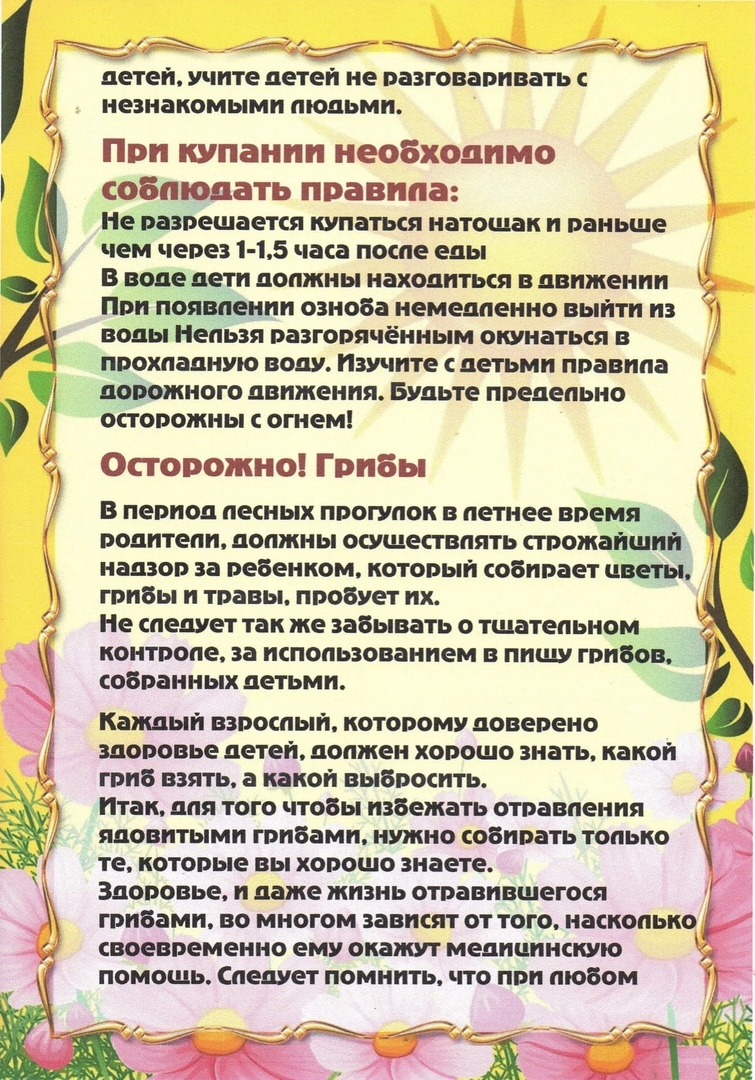 детей, учите детей не разговаривать с
незнакомыми людьми.
При купании необходимо
соблюдать правила:
Не разрешается купаться натощак и раньше
чем через 1-1,5 часа после еды
В воде дети должны находиться в движении
При появлении озноба немедленно выйти из
воды Нельзя разгорячённым окунаться в
прохладную воду. Изучите с детьми правила
дорожного движения. Будьте предельно
осторожны с огнем!
Осторожно! Грибы
В период лесных прогулок в летнее время
родители, должны осуществлять строжайший
надзор за ребенком, который собирает цветы,
грибы и травы, пробует их.
Не следует так же забывать о тщательном
контроле, за использованием в пищу грибов,
собранных детьми.
Каждый взрослый, которому доверено
здоровье детей, должен хорошо знать, какой
гриб взять, а какой выбросить.
Итак, для того чтобы избежать отравления
ядовитыми грибами, нужно собирать только
те, которые вы хорошо знаете.
Здоровье, и даже жизнь отравившегося
грибами, во многом зависят от того, насколько
своевременно ему окажут медицинскую
помощь. Следует помнить, что при любом